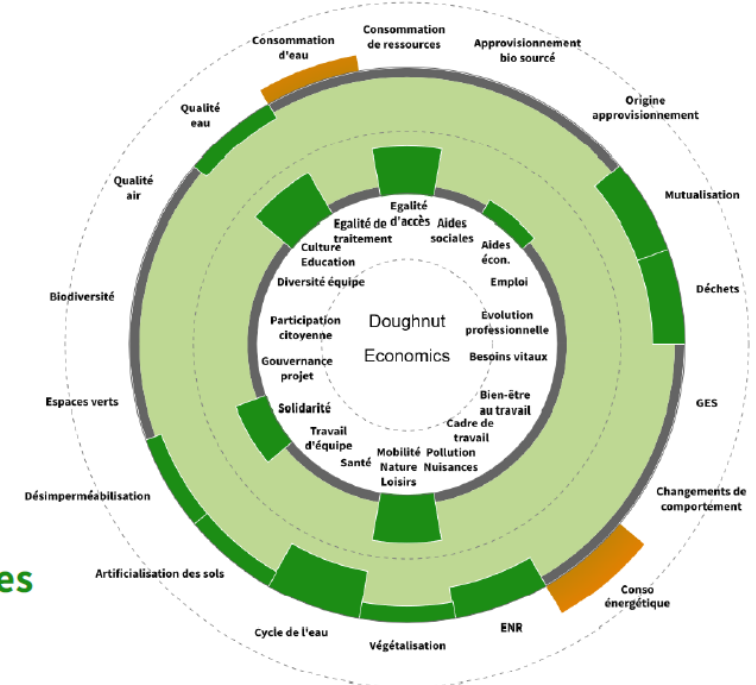 Consommation
d'eau
Consommation
de ressources
Approvisionnement
bio sourcé
Origine
approvisionnement
Mutualisation
Déchets
GES
Changements de
comportement
Conso
énergétique
ENR
Végétalisation
Cycle de l'eau
Artificialisation des sols
Désimperméabilisation
Espaces verts
Biodiversité
Qualité
air
Qualité
eau
Egalité
d'accès
Aides
sociales
Aides
écon.
Emploi
Evolution
professionnelle
Besoins vitaux
Bien-être
au travail
Cadre de
travail
Pollution
Nuisances
Mobilité
Nature
Loisirs
Santé
Travail
d'équipe
Solidarité
Gouvernance
projet
Participation
citoyenne
Diversité équipe
Culture
Education
Egalité de
traitement
Doughnut
Economics
es